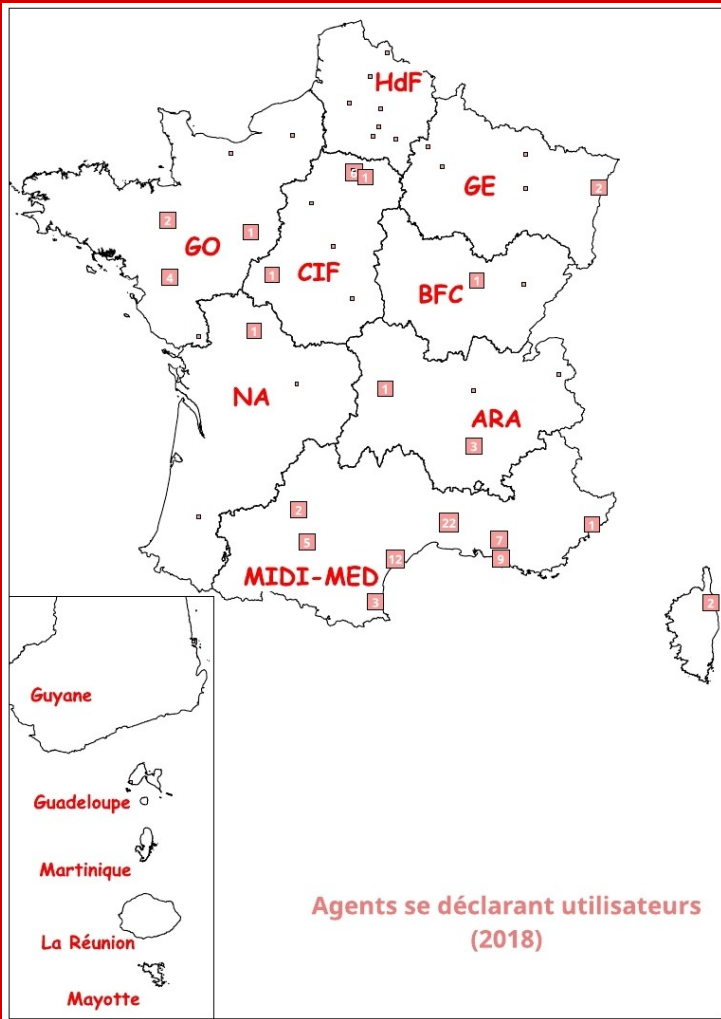 HdF
6
1
GE
2
2
1
GO
4
1
CIF
1
BFC
1
NA
1
ARA
3
2
22
1
5
7
12
9
MIDI-MED
3
2
Guyane
Guadeloupe
Martinique
La Réunion
Mayotte
Agents se déclarant utilisateurs
(2018)